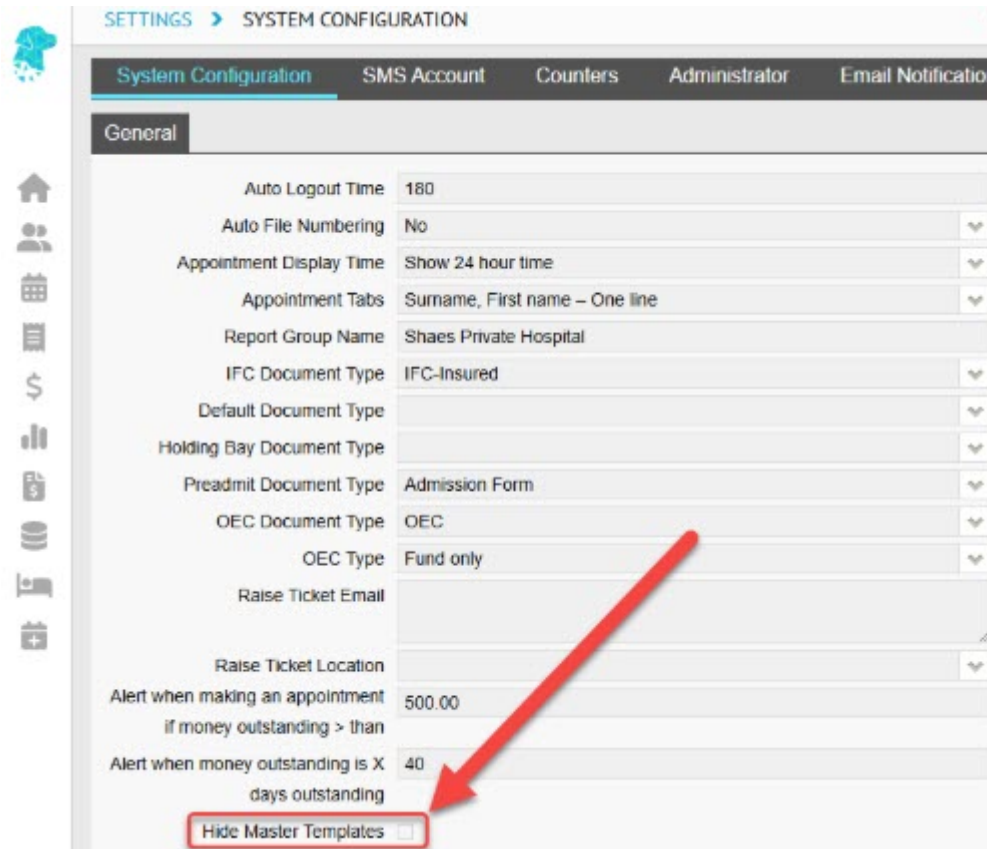 SETTINGS > SYSTEM CONFIGURATION
System Configuration SMS Account Counters Administrator Email Notificatio
General
Auto Logout Time 180
Auto File Numbering No
Appointment Display Time Show 24 hour time
Appointment Tabs Surname, First name – One line
Report Group Name Shaes Private Hospital
IFC Document Type IFC-Insured
Default Document Type
Holding Bay Document Type
Preadmit Document Type Admission Form
OEC Document Type OEC
OEC Type Fund only
Raise Ticket Email
Raise Ticket Location
Alert when making an appointment
if money outstanding > than 500.00
Alert when money outstanding is X 40
days outstanding
Hide Master Templates